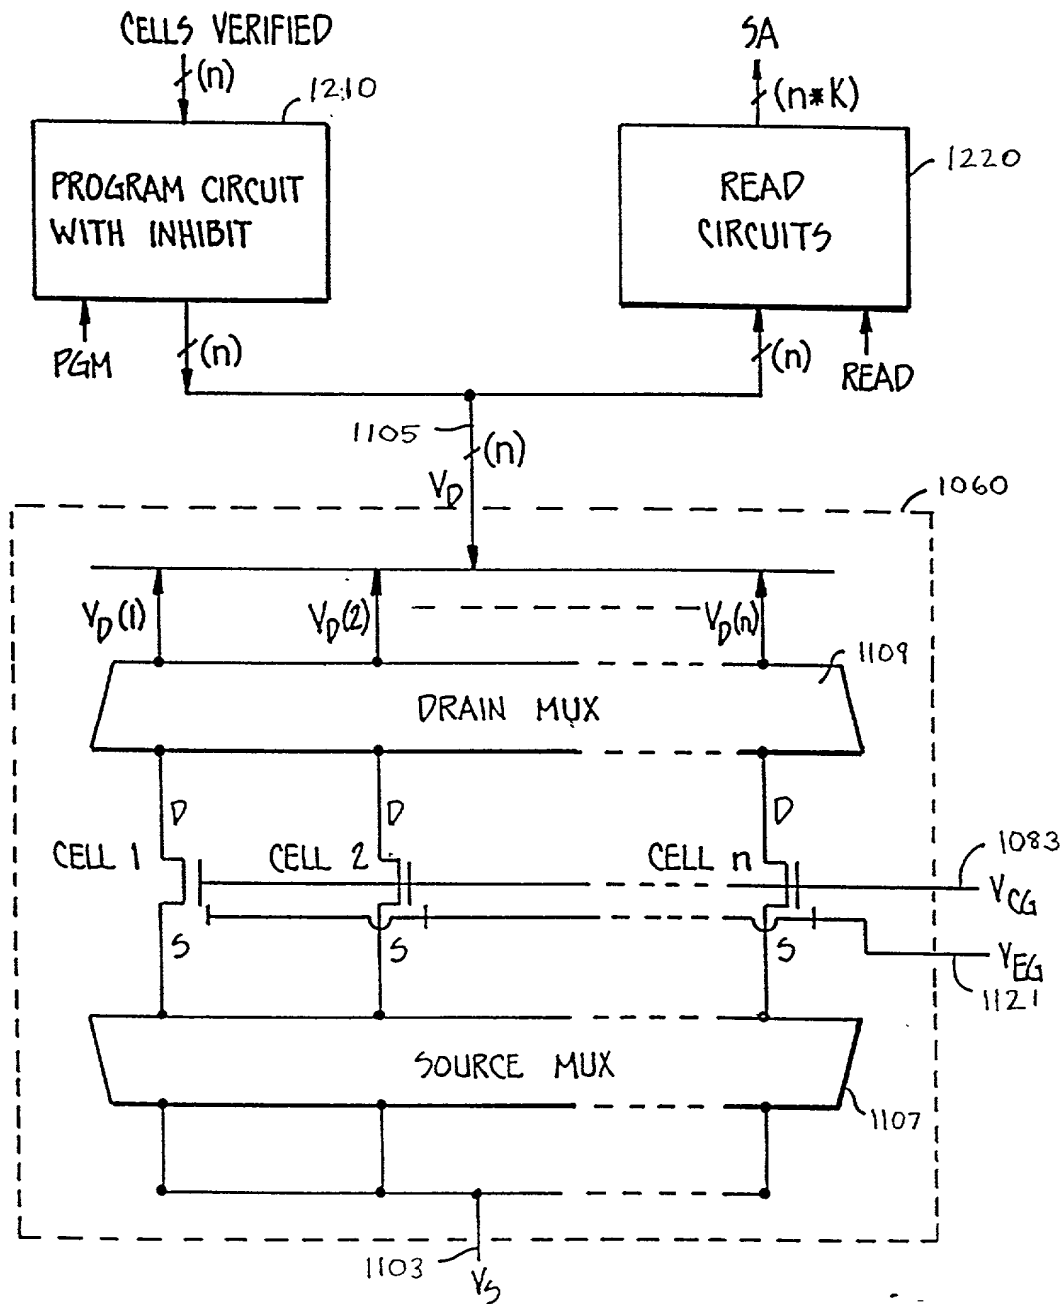 CELLS VERIFIED
(n)
1210
PROGRAM CIRCUIT
WITH INHIBIT
PGM
(n)
SA
(n*K)
1220
READ
CIRCUITS
(n)
READ
1105
(n)
VD
1060
VD(1)
VD(2)
VD(n)
1109
DRAIN MUX
D
D
D
CELL 1
CELL 2
CELL n
1083
VCG
S
S
S
VEG
1121
SOURCE MUX
1107
1103
VS